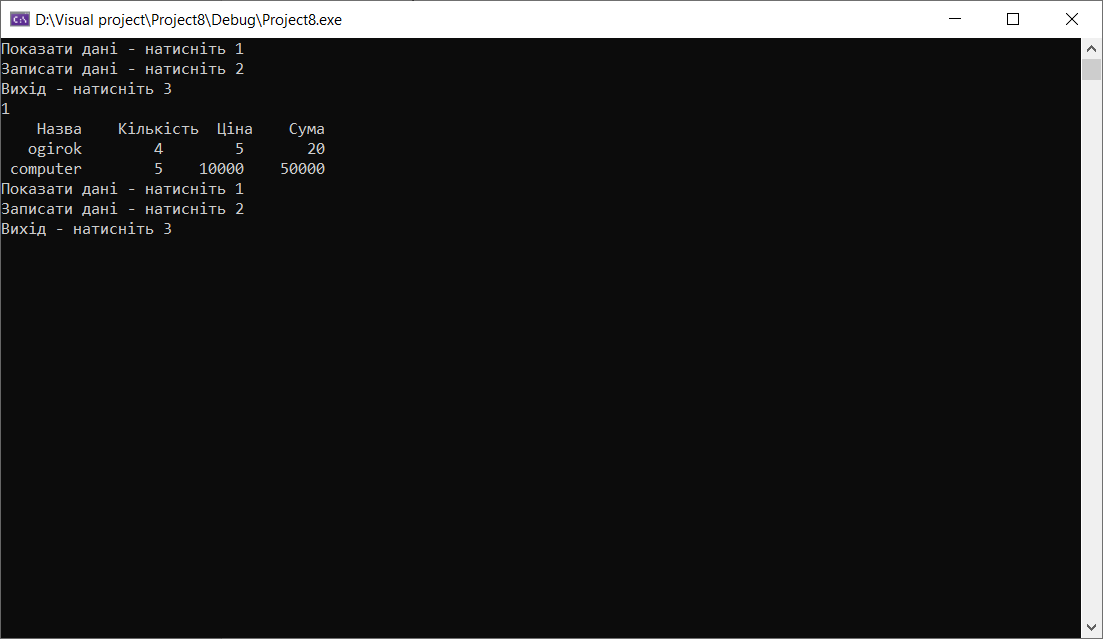 D:\Visual project\Project8\Debug\Project8.exe
Показати дані - натисніть 1
Записати дані - натисніть 2
Вихід - натисніть 3
1
Назва Кількість Ціна Сума
ogirok 4 5 20
computer 5 10000 50000
Показати дані - натисніть 1
Записати дані - натисніть 2
Вихід - натисніть 3